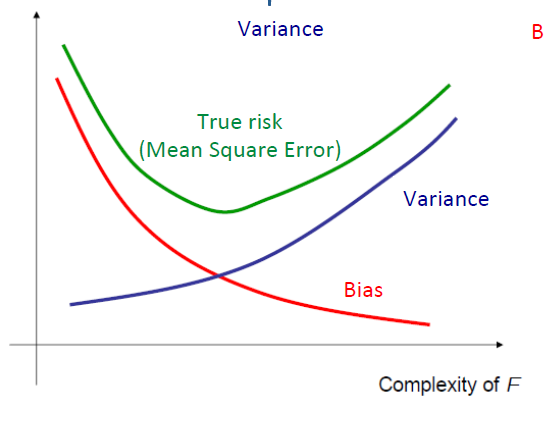 Variance
B
True risk
(Mean Square Error)
Variance
Bias
Complexity of F